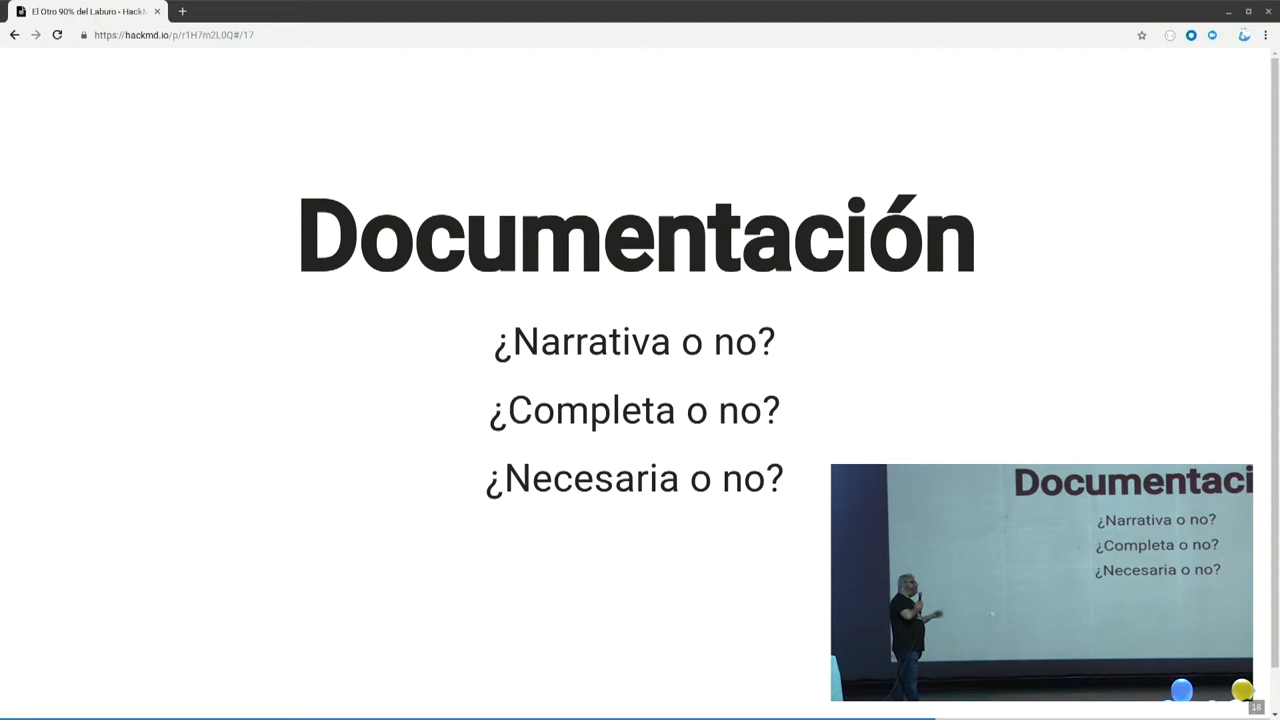 El Otro 90% del Laburo - Hack
https://hackmd.io/p/r1H7m2L0Q#/17
Documentación
¿Narrativa o no?
¿Completa o no?
¿Necesaria o no?
Documentaci
¿Narrativa o no?
¿Completa o no?
¿Necesaria o no?
18